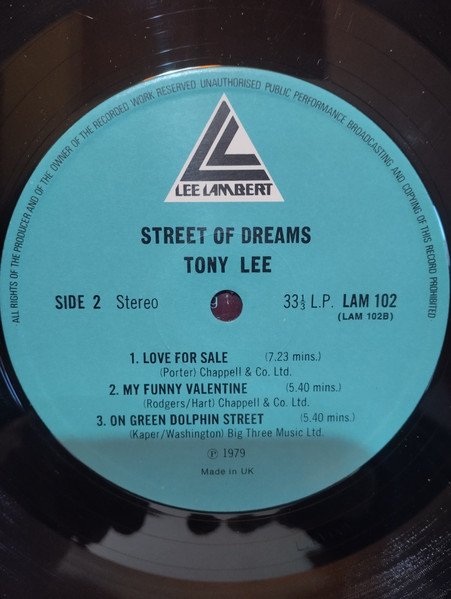 ALL RIGHTS OF THE PRODUCER AND OF THE OWNER OF THE RECORDED WORK RESERVED UNAUTHORISED PUBLIC PERFORMANCE BROADCASTING AND COPYING OF THIS RECORD PROHIBITED
LEE LAMBERT
STREET OF DREAMS
TONY LEE
SIDE 2 Stereo 33⅓ L.P. LAM 102
(LAM 102B)
1. LOVE FOR SALE (7.23 mins.)
(Porter) Chappell & Co. Ltd.
2. MY FUNNY VALENTINE (5.40 mins.)
(Rodgers/Hart) Chappell & Co. Ltd.
3. ON GREEN DOLPHIN STREET (5.40 mins.)
(Kaper/Washington) Big Three Music Ltd.
℗ 1979
Made in UK